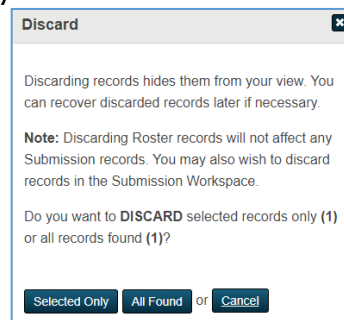 Discard
Discarding records hides them from your view. You
can recover discarded records later if necessary.
Note: Discarding Roster records will not affect any
Submission records. You may also wish to discard
records in the Submission Workspace.
Do you want to DISCARD selected records only (1)
or all records found (1)?
Selected Only All Found or Cancel